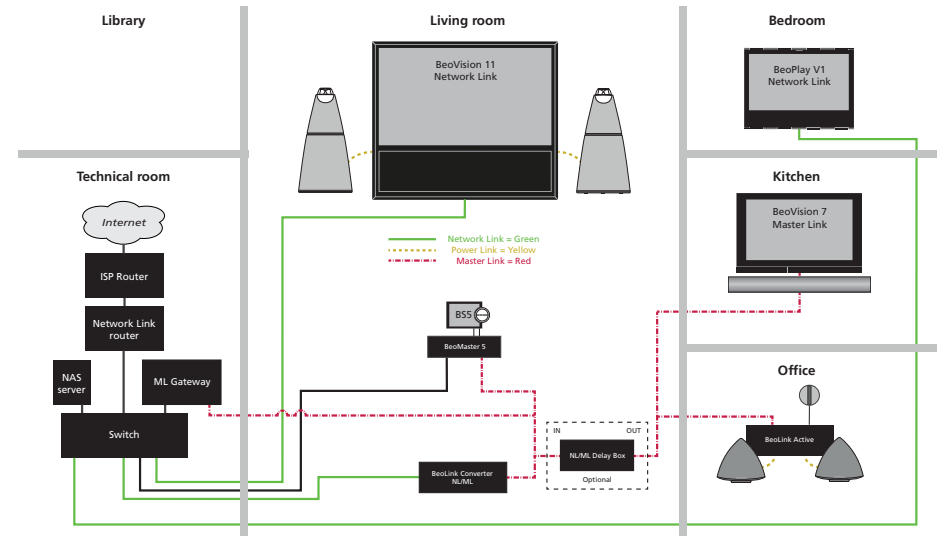 Library
Living room
Bedroom
BeoVision 11
Network Link
BeoPlay V1
Network Link
Technical room
Kitchen
Internet
BeoVision 7
Master Link
Network Link = Green
Power Link = Yellow
Master Link = Red
ISP Router
Network Link
router
BS5
BeoMaster 5
NAS
server
ML Gateway
Office
Switch
IN
OUT
NL/ML Delay Box
Optional
BeoLink Converter
NL/ML
BeoLink Active